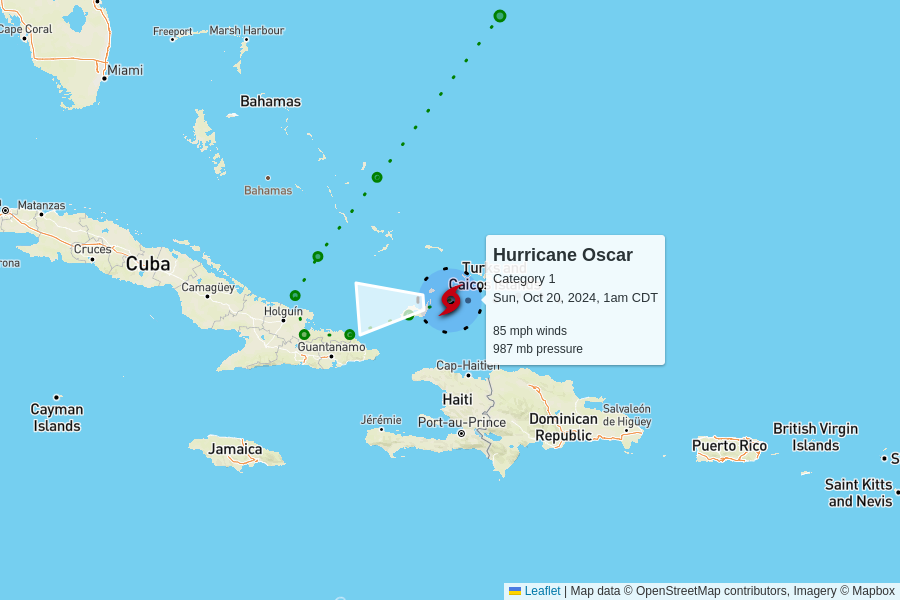 Cape Coral
Freeport
Marsh Harbour
Miami
Bahamas
Bahamas
Matanzas
Cruces
rona
Cuba
Camagüey
Holguín
Guantanamo
Turks and
Caicos Islands
Hurricane Oscar
Category 1
Sun, Oct 20, 2024, 1am CDT
85 mph winds
987 mb pressure
Cap-Haitien
Haiti
Port-au-Prince
Jérémie
Cayman
Islands
Jamaica
Dominican
Republic
Salvaleón
de Higüey
Puerto Rico
British Virgin
Islands
S
Saint Kitts
and Nevis
Leaflet | Map data © OpenStreetMap contributors, Imagery © Mapbox